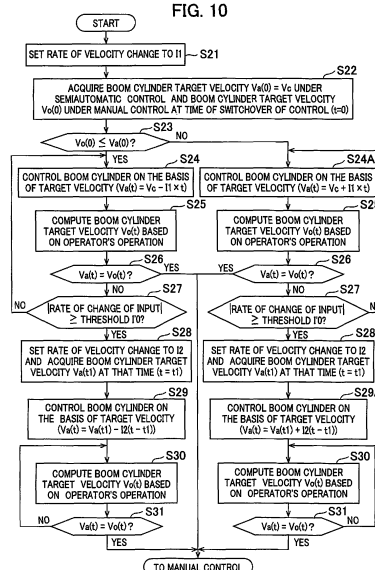 FIG. 10
START
SET RATE OF VELOCITY CHANGE TO I1
S21
S22
ACQUIRE BOOM CYLINDER TARGET VELOCITY Va(0) = Vc UNDER
SEMIAUTOMATIC CONTROL AND BOOM CYLINDER TARGET VELOCITY
Vo(0) UNDER MANUAL CONTROL AT TIME OF SWITCHOVER OF CONTROL (t=0)
S23
Vo(0) ≤ Va(0)?
NO
YES
S24
CONTROL BOOM CYLINDER ON THE BASIS
OF TARGET VELOCITY (Va(t) = Vc - I1 × t)
S25
COMPUTE BOOM CYLINDER
TARGET VELOCITY Vo(t) BASED
ON OPERATOR'S OPERATION
S26
Va(t) = Vo(t)?
YES
NO
S27
|RATE OF CHANGE OF INPUT|
≥ THRESHOLD I'0?
NO
YES
S28
SET RATE OF VELOCITY CHANGE TO I2
AND ACQUIRE BOOM CYLINDER TARGET
VELOCITY Va(t1) AT THAT TIME (t = t1)
S29
CONTROL BOOM CYLINDER ON
THE BASIS OF TARGET VELOCITY
(Va(t) = Va(t1) - I2(t - t1))
S30
COMPUTE BOOM CYLINDER
TARGET VELOCITY Vo(t) BASED
ON OPERATOR'S OPERATION
S31
NO
Va(t) = Vo(t)?
YES
S24A
CONTROL BOOM CYLINDER ON THE BASIS
OF TARGET VELOCITY (Va(t) = Vc + I1 × t)
COMPUTE BOOM CYLINDER
TARGET VELOCITY Vo(t) BASED
ON OPERATOR'S OPERATION
S26
YES
Va(t) = Vo(t)?
NO
S27
|RATE OF CHANGE OF INPUT|
≥ THRESHOLD I'0?
YES
S28
SET RATE OF VELOCITY CHANGE TO I2
AND ACQUIRE BOOM CYLINDER TARGET
VELOCITY Va(t1) AT THAT TIME (t = t1)
CONTROL BOOM CYLINDER ON
THE BASIS OF TARGET VELOCITY
(Va(t) = Va(t1) + I2(t - t1))
S30
COMPUTE BOOM CYLINDER
TARGET VELOCITY Vo(t) BASED
ON OPERATOR'S OPERATION
S31
Va(t) = Vo(t)?
NO
YES
TO MANUAL CONTROL